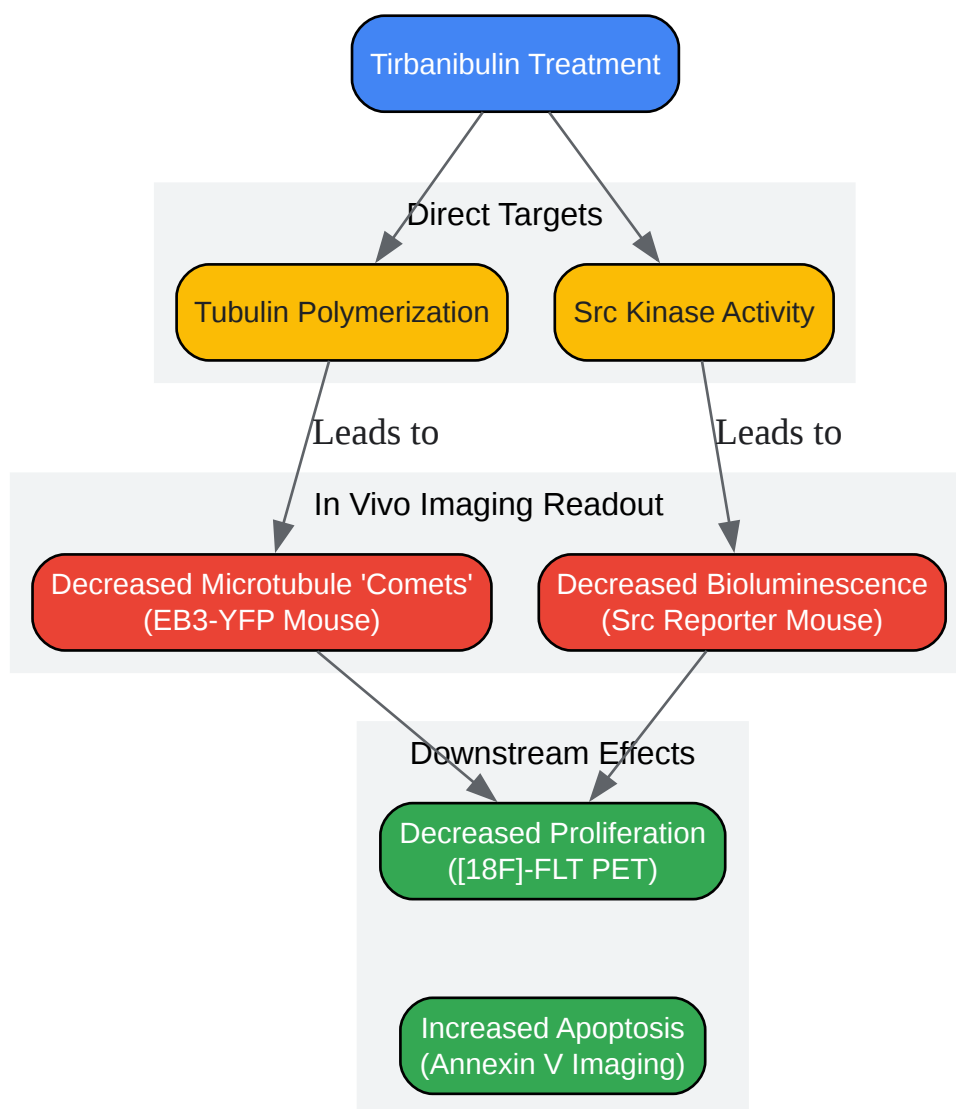 Tirbanibulin Treatment
Direct Targets
Tubulin Polymerization
Src Kinase Activity
Leads to
Leads to
In Vivo Imaging Readout
Decreased Microtubule 'Comets'
(EB3-YFP Mouse)
Decreased Bioluminescence
(Src Reporter Mouse)
Downstream Effects
Decreased Proliferation
([18F]-FLT PET)
Increased Apoptosis
(Annexin V Imaging)